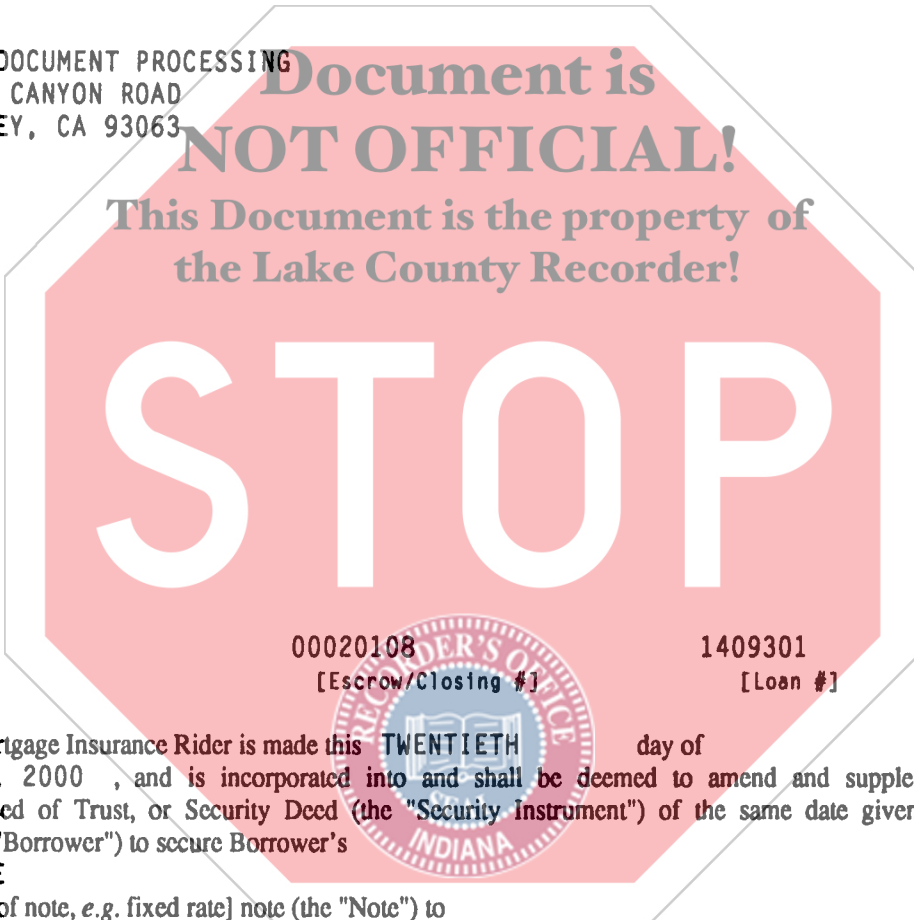 DOCUMENT PROCESSING
CANYON ROAD
EY, CA 93063
Document is
NOT OFFICIAL!
This Document is the property of
the Lake County Recorder!
STOP
00020108 1409301
[Escrow/Closing #] [Loan #]
RECORDER'S OFFICE
INDIANA
rtgage Insurance Rider is made this TWENTIETH day of
, 2000 , and is incorporated into and shall be deemed to amend and supple
ed of Trust, or Security Deed (the "Security Instrument") of the same date given
"Borrower") to secure Borrower's
E
of note, e.g. fixed rate] note (the "Note") to